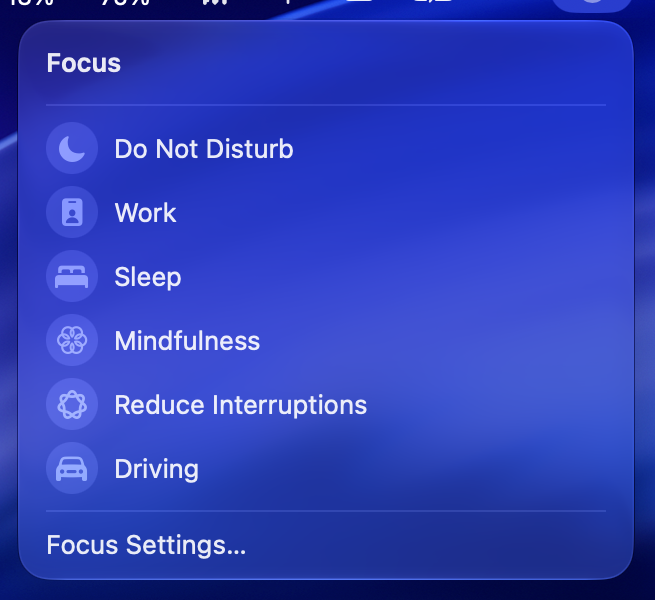 Focus
Do Not Disturb
Work
Sleep
Mindfulness
Reduce Interruptions
Driving
Focus Settings...